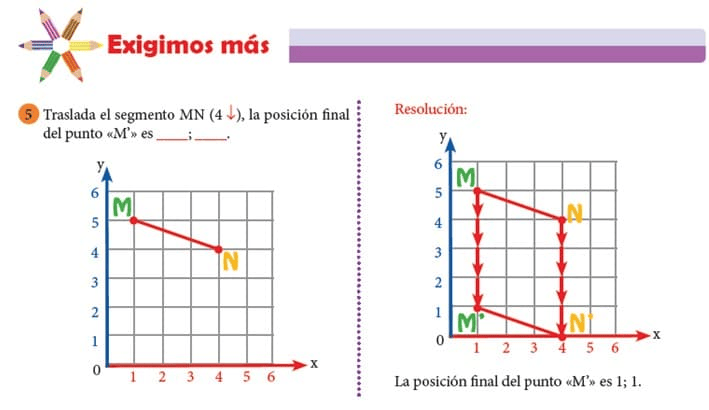 Exigimos más
5 Traslada el segmento MN (4 ↓), la posición final
del punto «M’» es ____;____.
y
6
5
4
3
2
1
0
M
N
1 2 3 4 5 6
x
Resolución:
y
6
5
4
3
2
1
0
M
N
M’
N’
1 2 3 4 5 6
x
La posición final del punto «M’» es 1; 1.